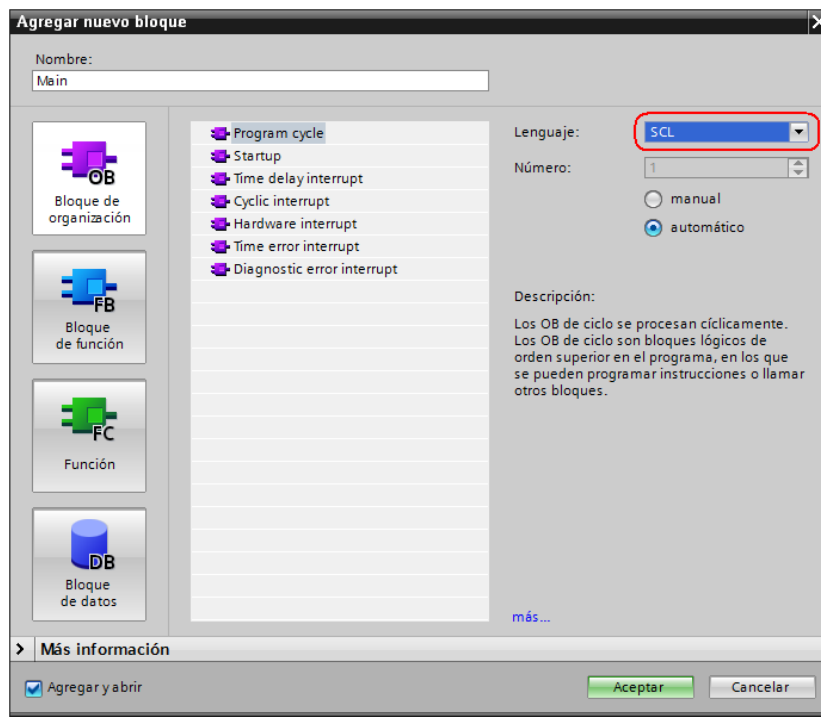 Agregar nuevo bloque
Nombre:
Main
OB
Bloque de
organización
FB
Bloque
de función
FC
Función
DB
Bloque
de datos
Program cycle
Startup
Time delay interrupt
Cyclic interrupt
Hardware interrupt
Time error interrupt
Diagnostic error interrupt
Lenguaje:
SCL
Número:
1
manual
automático
Descripción:
Los OB de ciclo se procesan cíclicamente.
Los OB de ciclo son bloques lógicos de
orden superior en el programa, en los que
se pueden programar instrucciones o llamar
otros bloques.
más...
Más información
Agregar y abrir
Aceptar
Cancelar